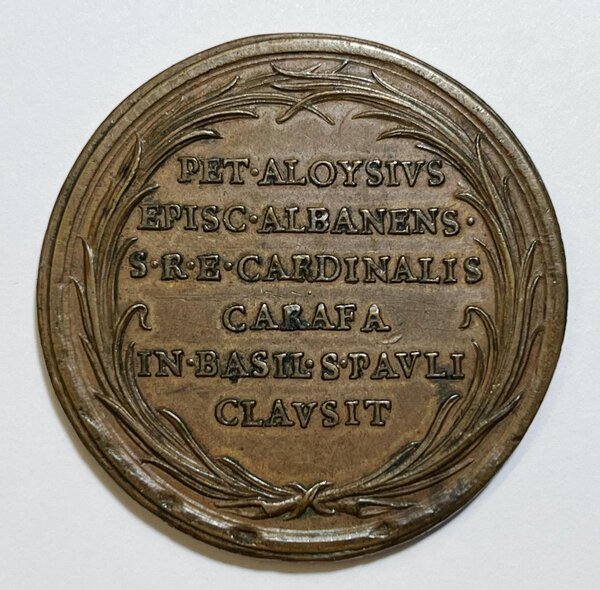 PET·ALOYSIVS
EPISC·ALBANENS·
S·R·E·CARDINALIS
CARAFA
IN·BASIL·S·PAVLI
CLAVSIT